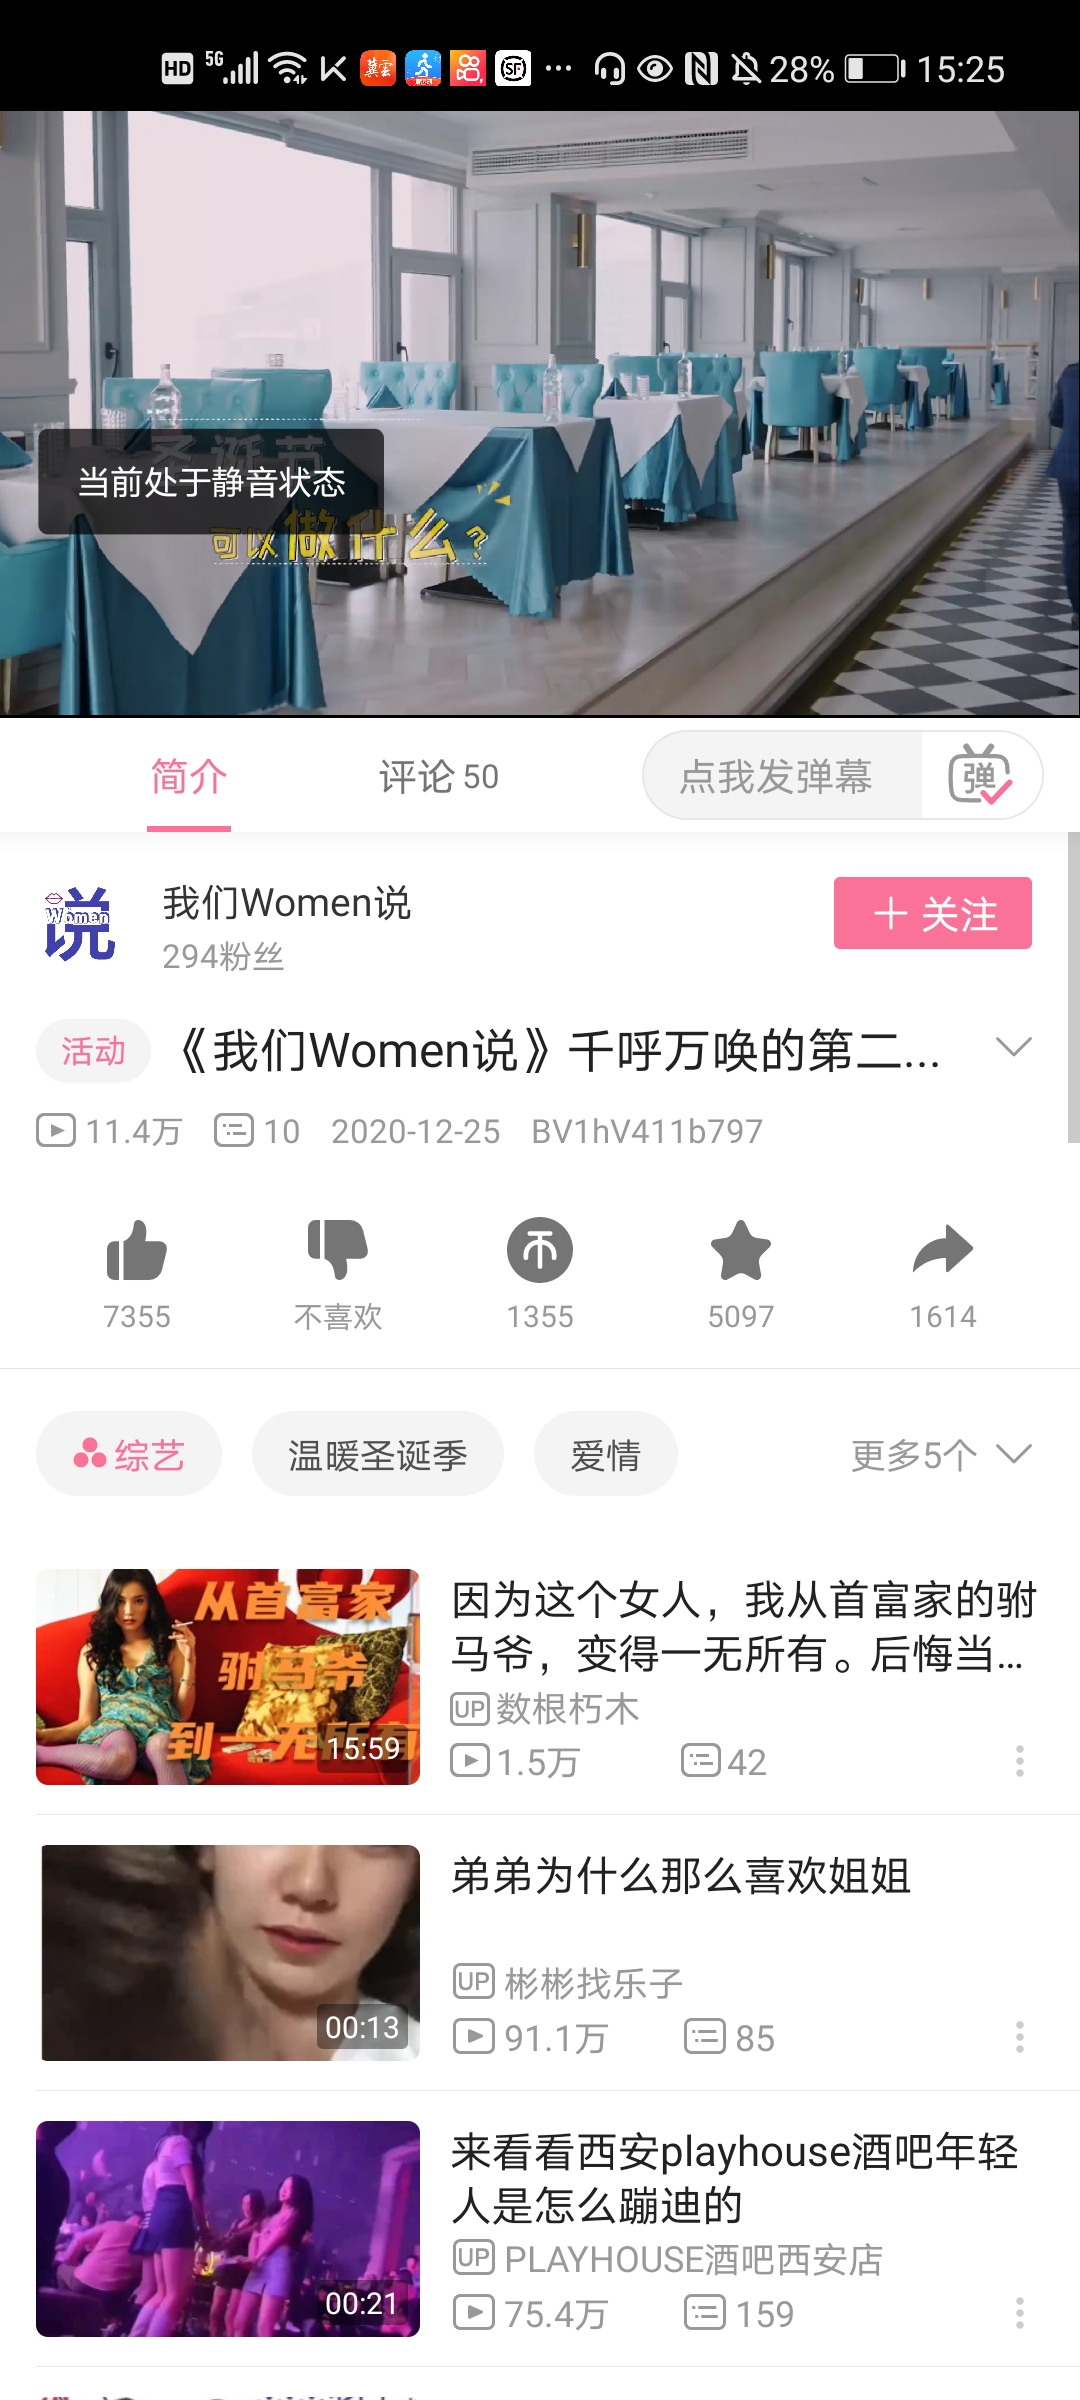 HD 5G 冀雲 SF 28% 15:25
圣诞节
当前处于静音状态
可以做什么？
简介 评论 50 点我发弹幕 弹
说 Women
我们Women说
294粉丝
关注
活动 《我们Women说》千呼万唤的第二...
11.4万 10 2020-12-25 BV1hV411b797
7355 不喜欢 1355 5097 1614
综艺 温暖圣诞季 爱情 更多5个
从首富家
驸马爷
到一无所有
15:59
因为这个女人，我从首富家的驸
马爷，变得一无所有。后悔当...
UP 数根朽木
1.5万 42
00:13
弟弟为什么那么喜欢姐姐
UP 彬彬找乐子
91.1万 85
00:21
来看看西安playhouse酒吧年轻
人是怎么蹦迪的
UP PLAYHOUSE酒吧西安店
75.4万 159